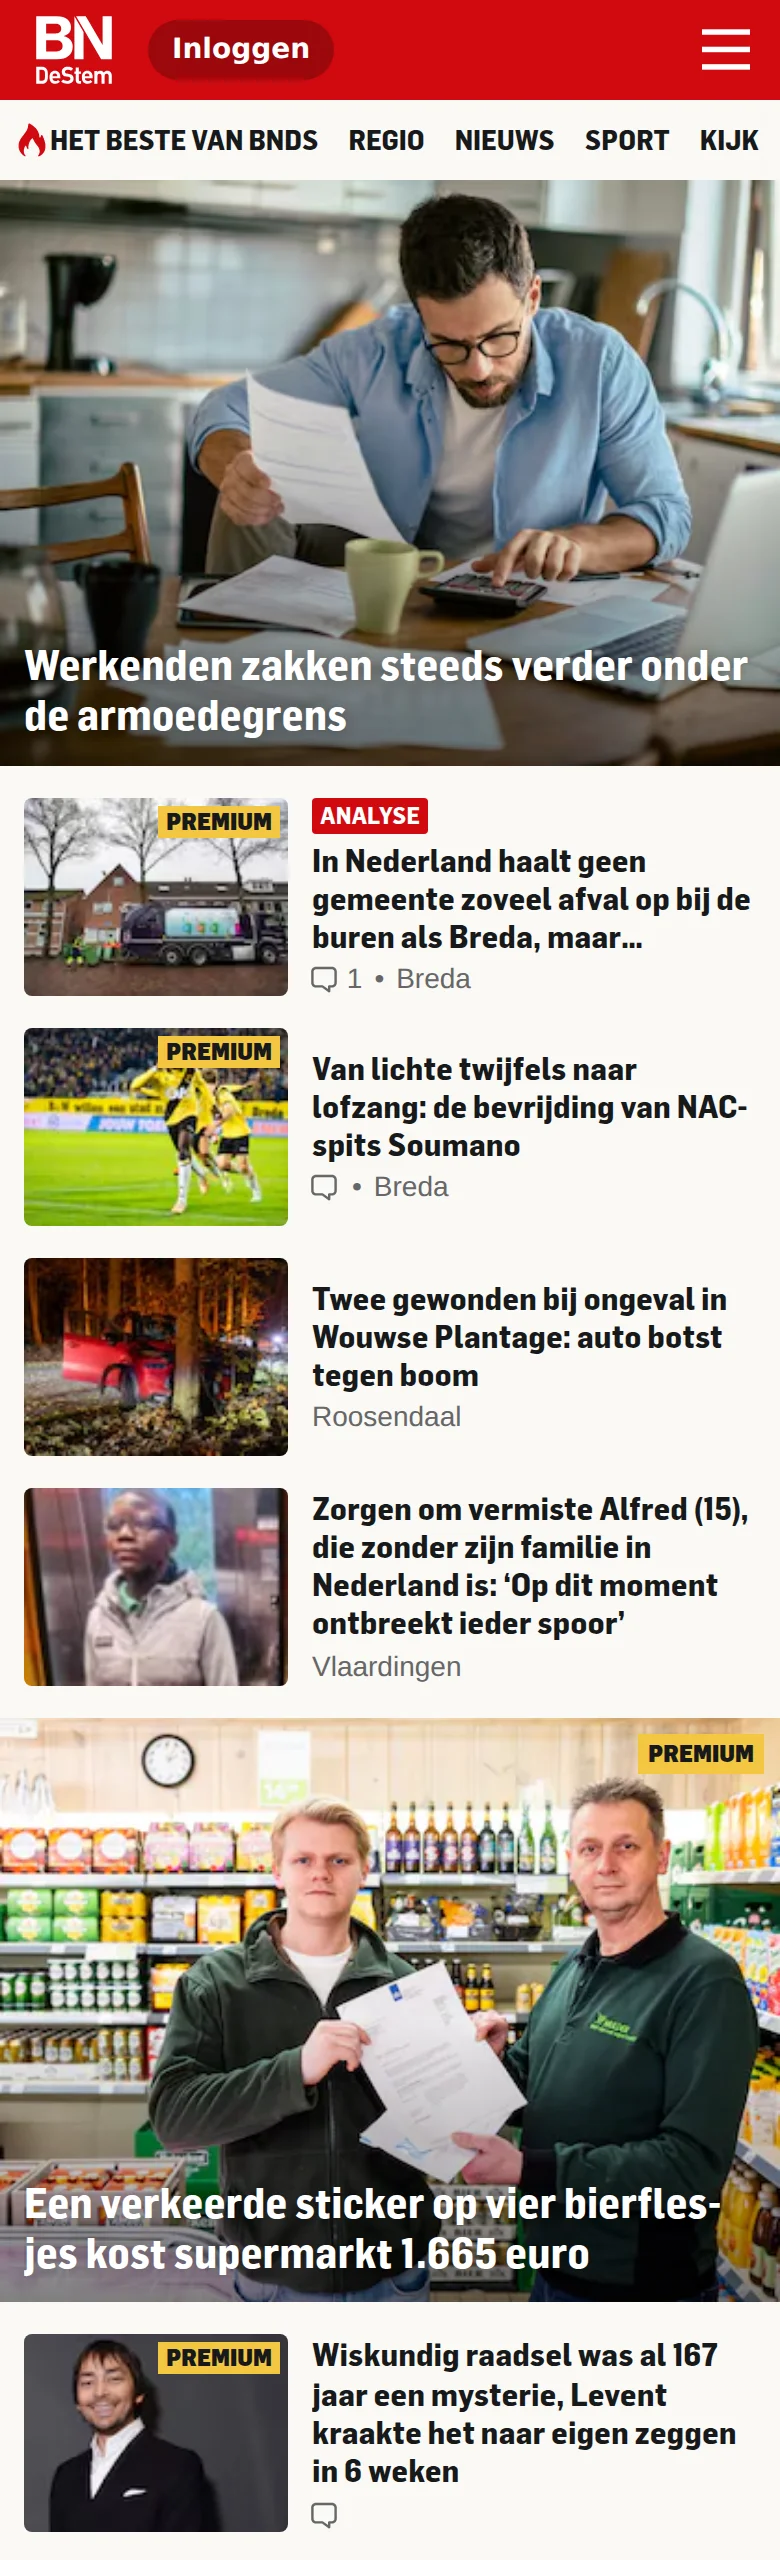 BN
DeStem
Inloggen
HET BESTE VAN BNDS REGIO NIEUWS SPORT KIJK
Werkenden zakken steeds verder onder
de armoedegrens
PREMIUM
ANALYSE
In Nederland haalt geen
gemeente zoveel afval op bij de
buren als Breda, maar...
1 • Breda
PREMIUM
Van lichte twijfels naar
lofzang: de bevrijding van NAC-
spits Soumano
• Breda
Twee gewonden bij ongeval in
Wouwse Plantage: auto botst
tegen boom
Roosendaal
Zorgen om vermiste Alfred (15),
die zonder zijn familie in
Nederland is: ‘Op dit moment
ontbreekt ieder spoor’
Vlaardingen
PREMIUM
Een verkeerde sticker op vier bierfles-
jes kost supermarkt 1.665 euro
PREMIUM
Wiskundig raadsel was al 167
jaar een mysterie, Levent
kraakte het naar eigen zeggen
in 6 weken